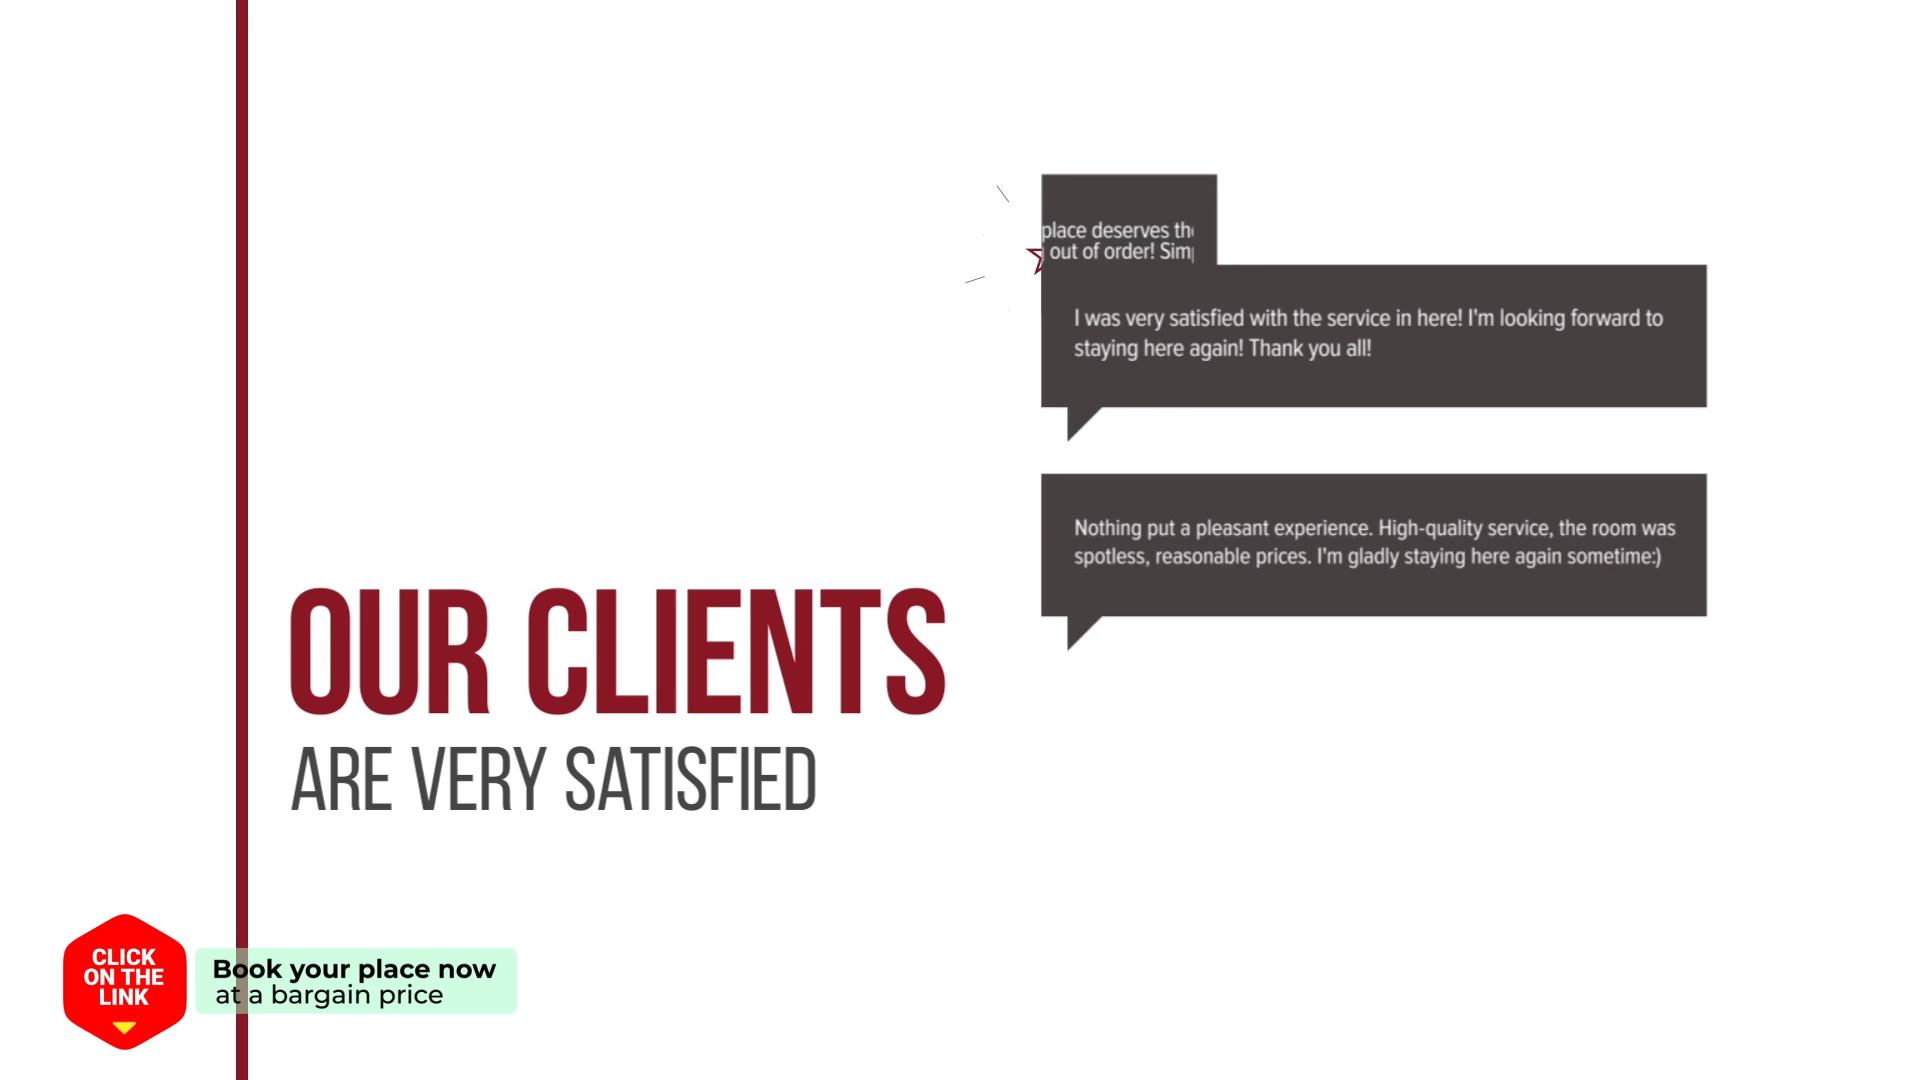 place deserves
out of order!
I was very satisfied with the service in here! I'm looking forward to
staying here again! Thank you all!
Nothing put a pleasant experience. High-quality service, the room was
spotless, reasonable prices. I'm gladly staying here again sometime:)
OUR CLIENTS
ARE VERY SATISFIED
CLICK
ON THE
LINK
Book your place now
at a bargain price